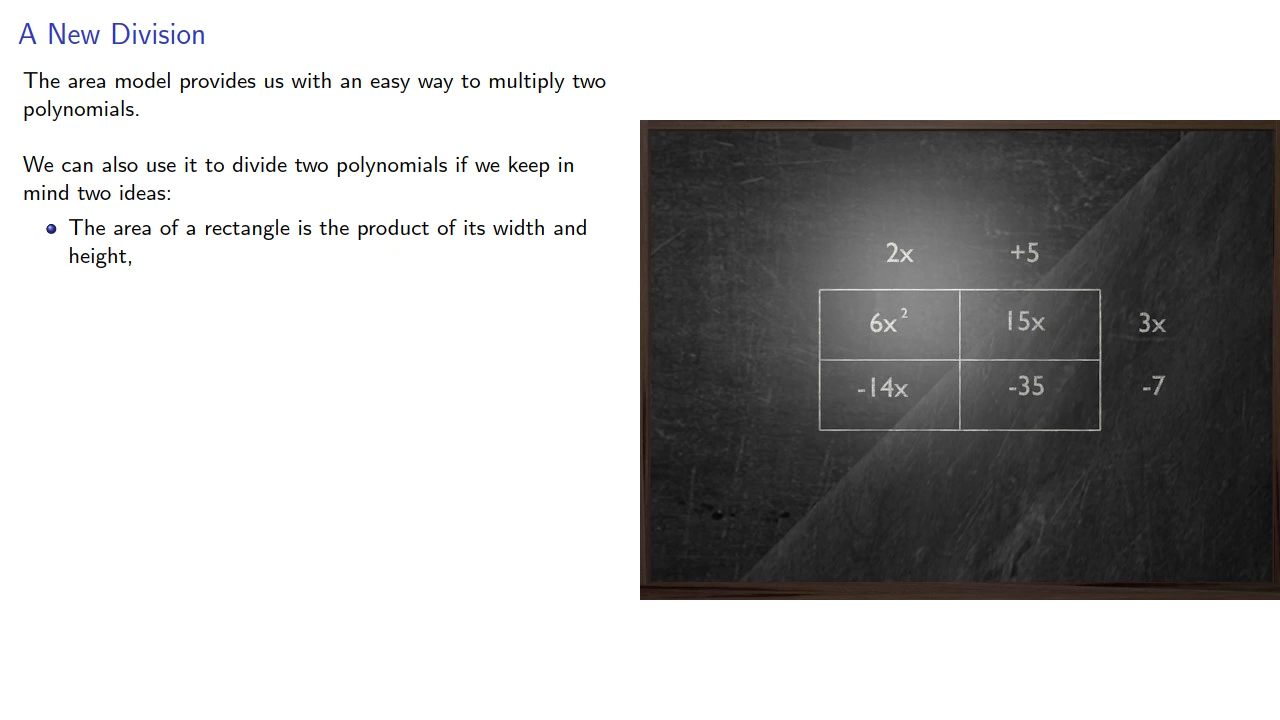 A New Division
The area model provides us with an easy way to multiply two
polynomials.
We can also use it to divide two polynomials if we keep in
mind two ideas:
The area of a rectangle is the product of its width and
height,
2x +5
6x² 15x 3x
-14x -35 -7